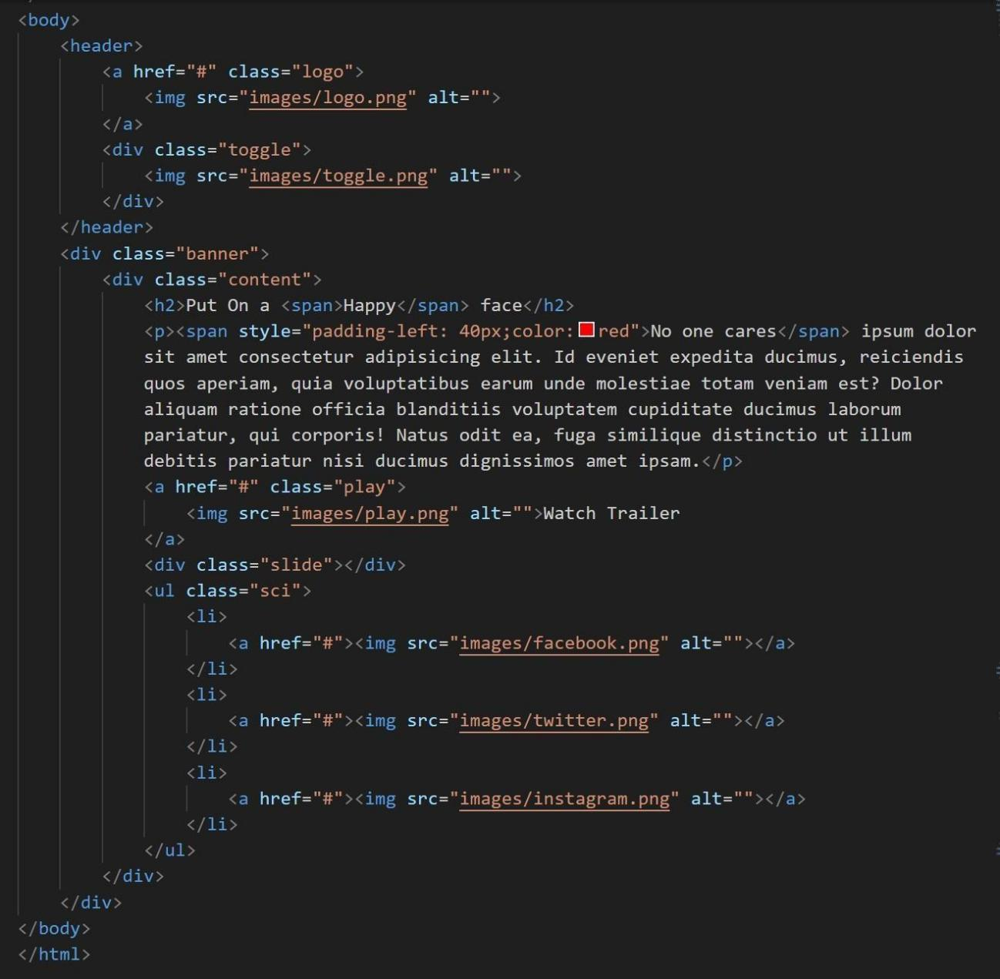 <body>
<header>
<a href="#" class="logo">
<img src="images/logo.png" alt="">
</a>
<div class="toggle">
<img src="images/toggle.png" alt="">
</div>
</header>
<div class="banner">
<div class="content">
<h2>Put On a <span>Happy</span> face</h2>
<p><span style="padding-left: 40px;color:red">No one cares</span> ipsum dolor
sit amet consectetur adipisicing elit. Id eveniet expedita ducimus, reiciendis
quos aperiam, quia voluptatibus earum unde molestiae totam veniam est? Dolor
aliquam ratione officia blanditiis voluptatem cupiditate ducimus laborum
pariatur, qui corporis! Natus odit ea, fuga similique distinctio ut illum
debitis pariatur nisi ducimus dignissimos amet ipsam.</p>
<a href="#" class="play">
<img src="images/play.png" alt="">Watch Trailer
</a>
<div class="slide"></div>
<ul class="sci">
<li>
<a href="#"><img src="images/facebook.png" alt=""></a>
</li>
<li>
<a href="#"><img src="images/twitter.png" alt=""></a>
</li>
<li>
<a href="#"><img src="images/instagram.png" alt=""></a>
</li>
</ul>
</div>
</div>
</body>
</html>